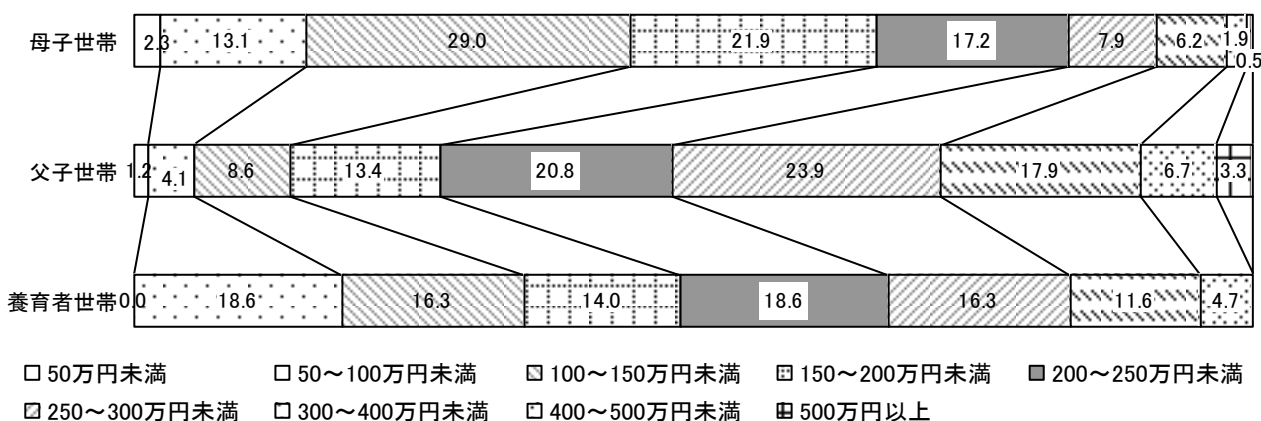 母子世帯 2.3 13.1 29.0 21.9 17.2 7.9 6.2 1.9
0.5
父子世帯 1.2 4.1 8.6 13.4 20.8 23.9 17.9 6.7 3.3
養育者世帯 0.0 18.6 16.3 14.0 18.6 16.3 11.6 4.7
50万円未満 50～100万円未満 100～150万円未満 150～200万円未満 200～250万円未満
250～300万円未満 300～400万円未満 400～500万円未満 500万円以上